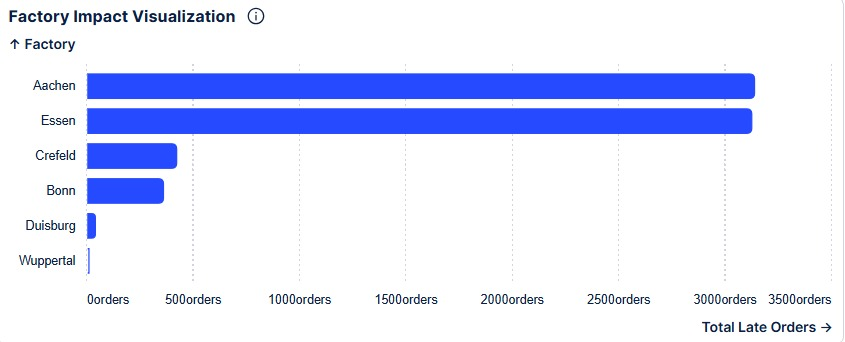 Factory Impact Visualization
↑ Factory
Aachen
Essen
Crefeld
Bonn
Duisburg
Wuppertal
0orders 500orders 1000orders 1500orders 2000orders 2500orders 3000orders 3500orders
Total Late Orders →